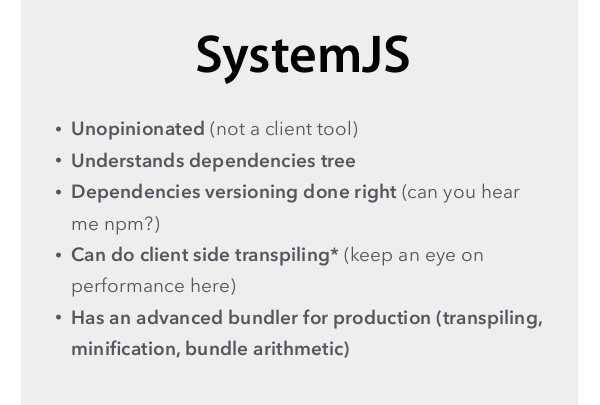 SystemJS
• Unopinionated (not a client tool)
• Understands dependencies tree
• Dependencies versioning done right (can you hear
me npm?)
• Can do client side transpiling* (keep an eye on
performance here)
• Has an advanced bundler for production (transpiling,
minification, bundle arithmetic)